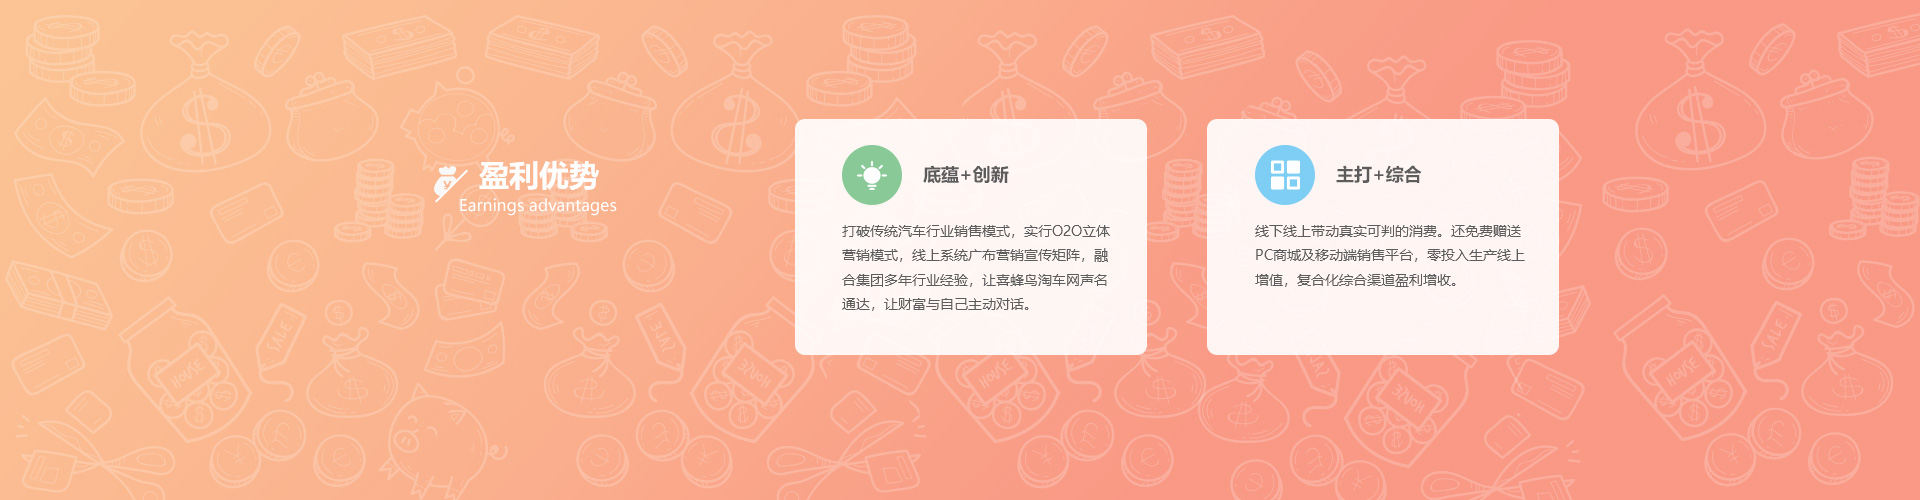 盈利优势
Earnings advantages
底蕴+创新
打破传统汽车行业销售模式，实行O2O立体
营销模式，线上系统广布营销宣传矩阵，融
合集团多年行业经验，让喜蜂鸟淘车网声名
通达，让财富与自己主动对话。
主打+综合
线下线上带动真实可判的消费。还免费赠送
PC商城及移动端销售平台，零投入生产线上
增值，复合化综合渠道盈利增收。